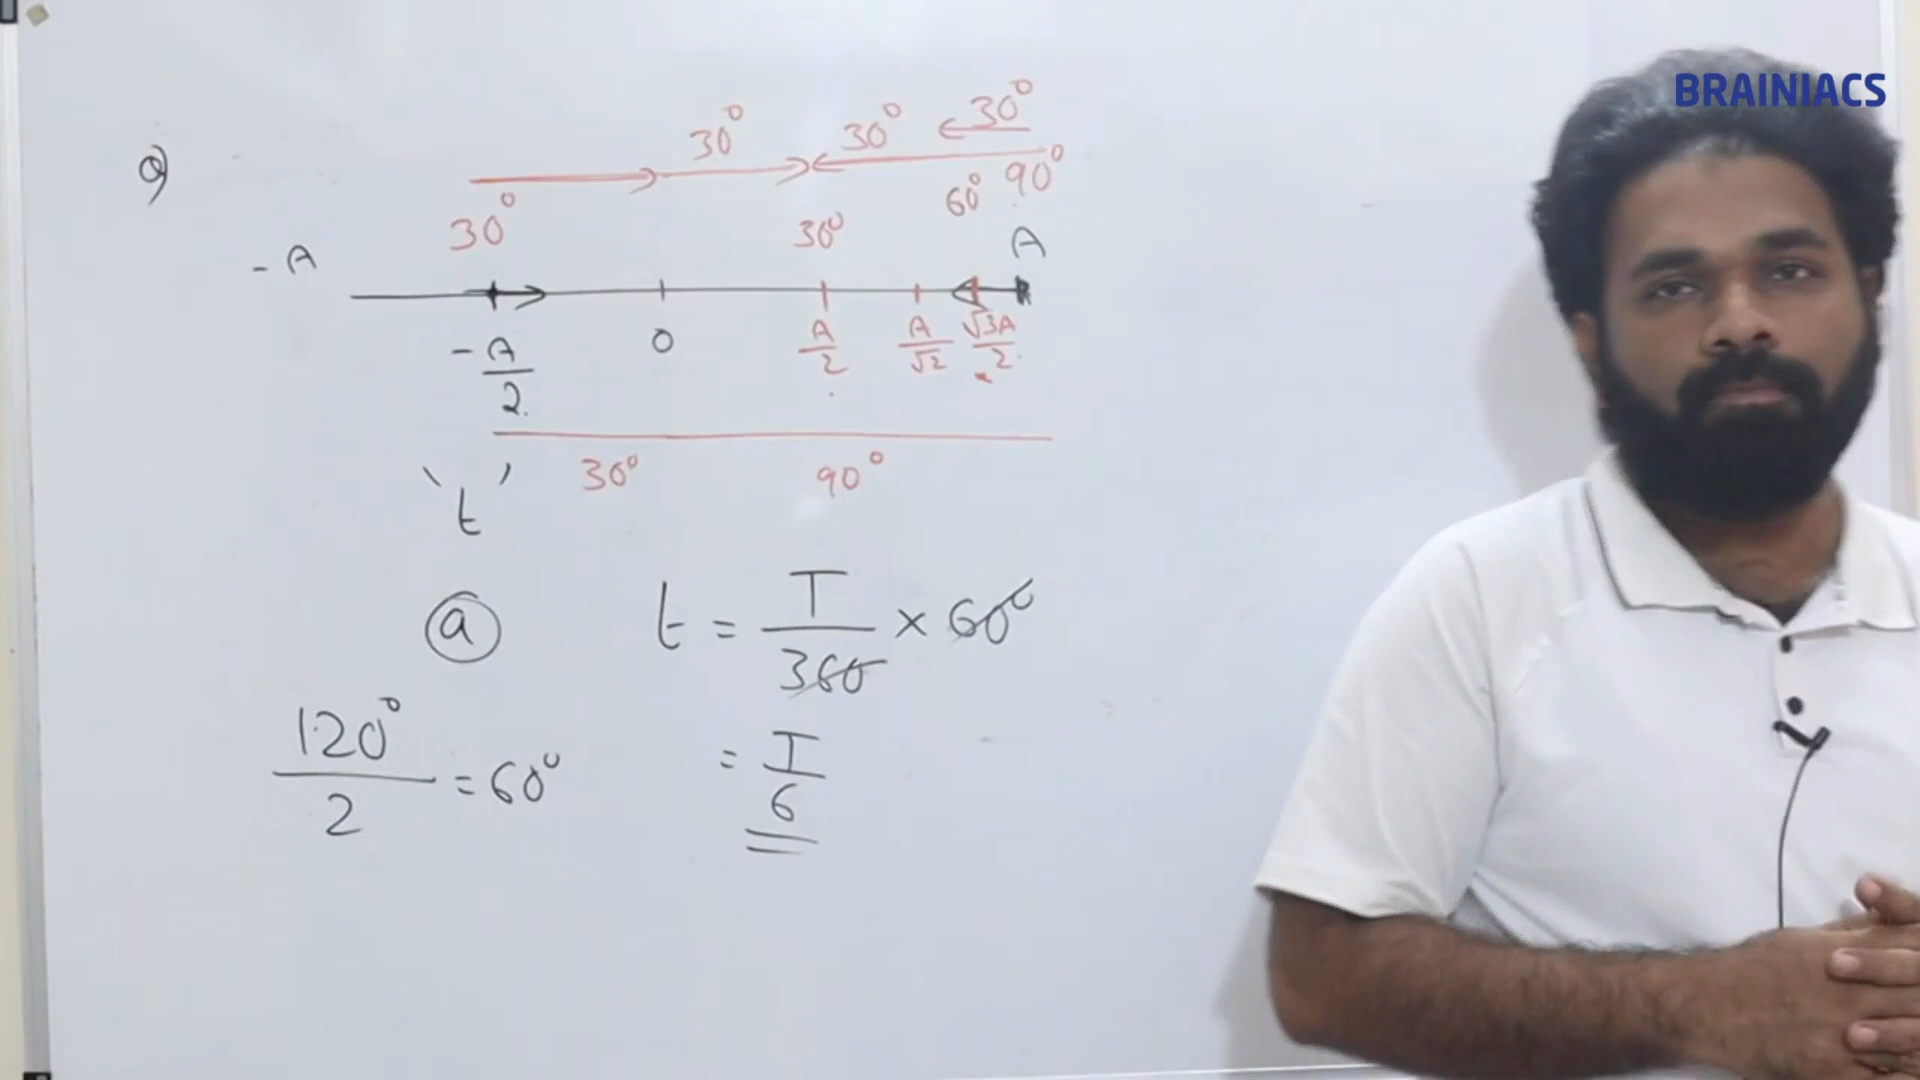 BRAINIACS
Q)
30° 30° 30°
60° 90°
30° 30°
-A A
-A/2 0 A/2 A/√2 √3A/2
30° 90°
't'
a t = T/360 × 60°
120°/2 = 60° = T/6